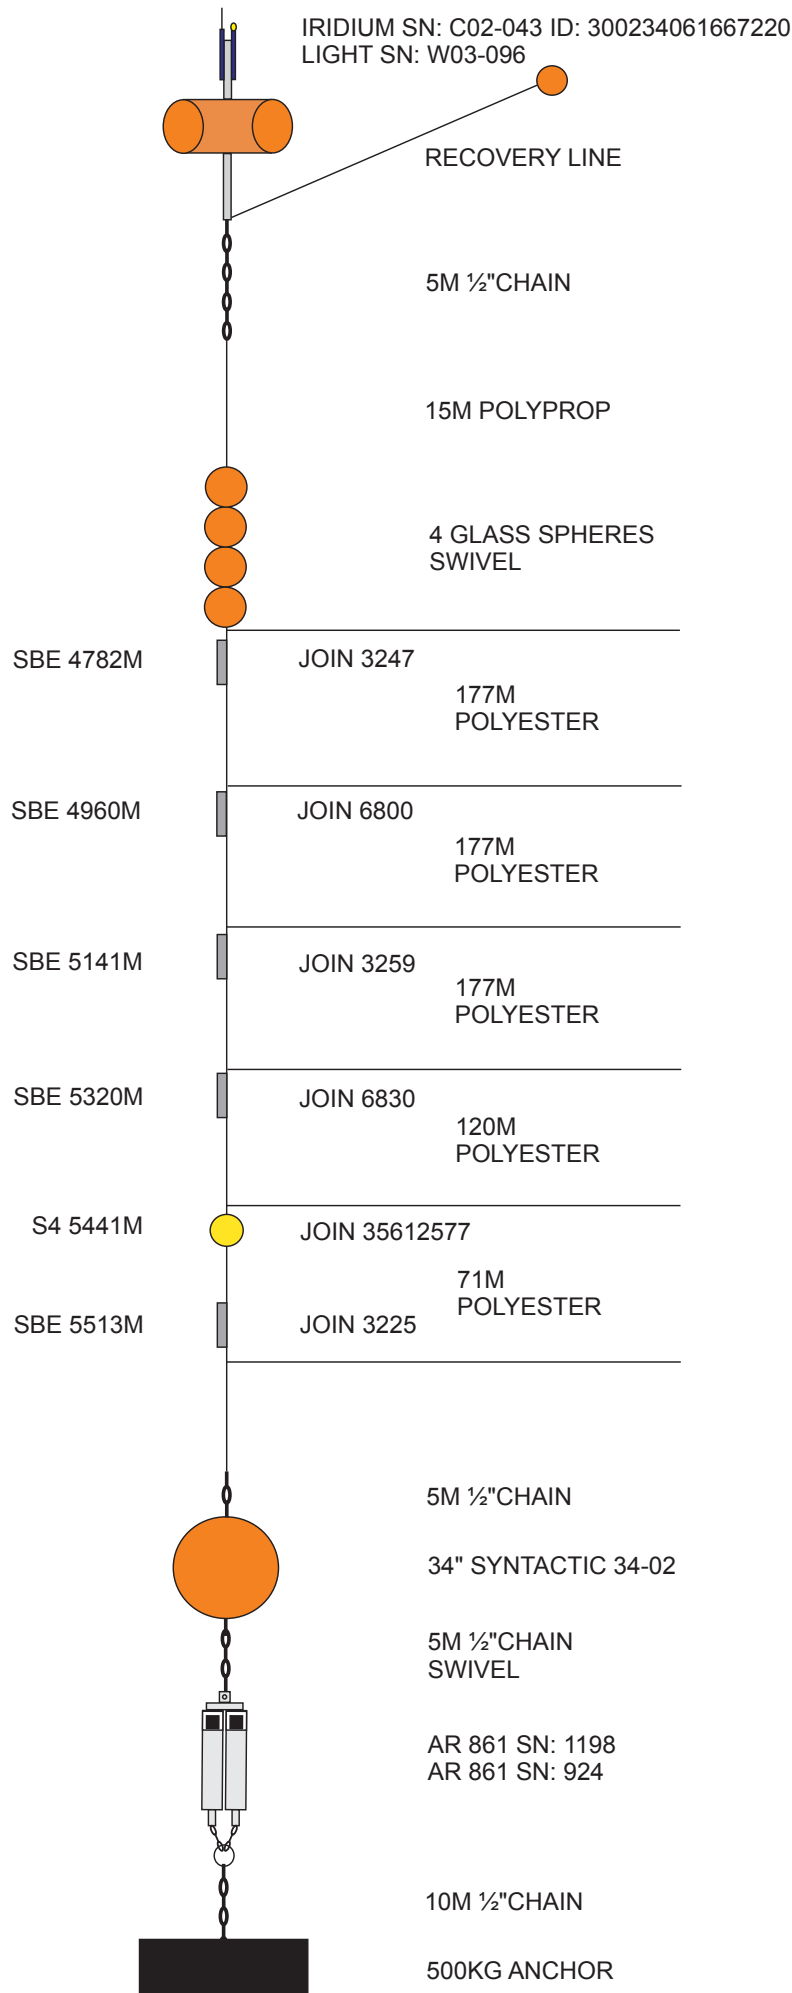 IRIDIUM SN: C02-043 ID: 300234061667220
LIGHT SN: W03-096
RECOVERY LINE
5M ½"CHAIN
15M POLYPROP
4 GLASS SPHERES
SWIVEL
SBE 4782M
JOIN 3247
177M
POLYESTER
SBE 4960M
JOIN 6800
177M
POLYESTER
SBE 5141M
JOIN 3259
177M
POLYESTER
SBE 5320M
JOIN 6830
120M
POLYESTER
S4 5441M
JOIN 35612577
71M
POLYESTER
SBE 5513M
JOIN 3225
5M ½"CHAIN
34" SYNTACTIC 34-02
5M ½"CHAIN
SWIVEL
AR 861 SN: 1198
AR 861 SN: 924
10M ½"CHAIN
500KG ANCHOR